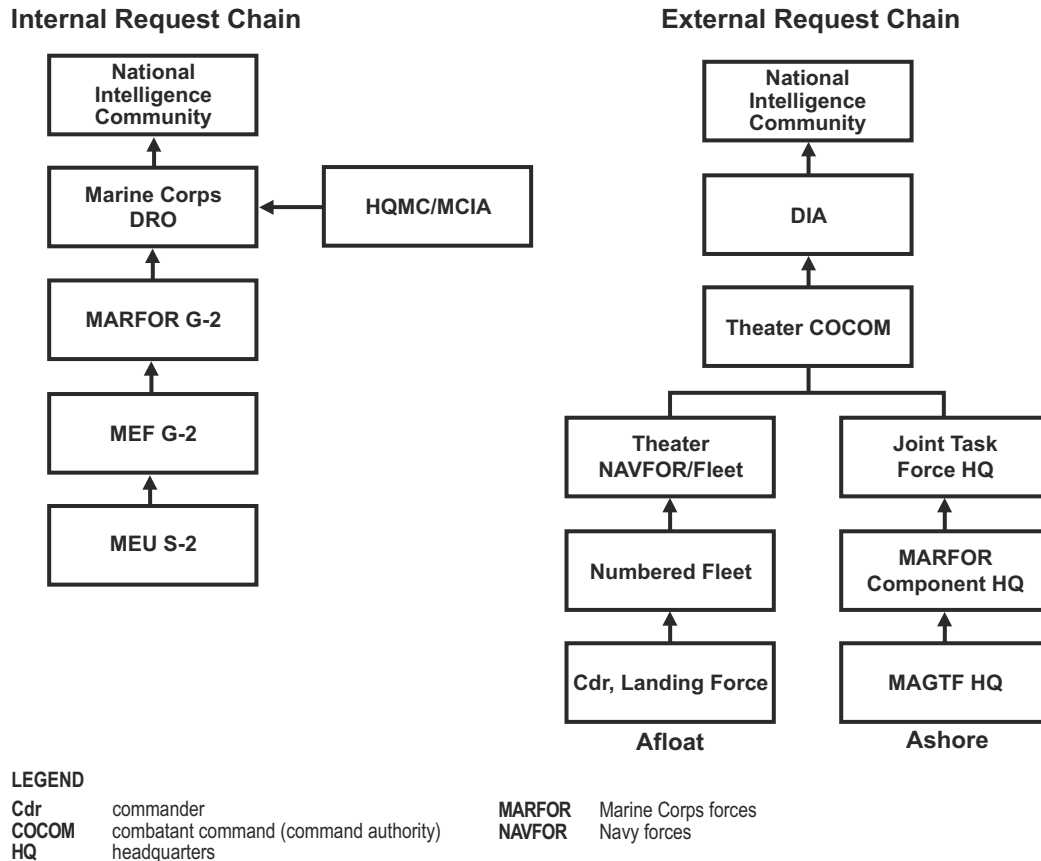 Internal Request Chain
National
Intelligence
Community
Marine Corps
DRO
HQMC/MCIA
MARFOR G-2
MEF G-2
MEU S-2
External Request Chain
National
Intelligence
Community
DIA
Theater COCOM
Theater
NAVFOR/Fleet
Joint Task
Force HQ
Numbered Fleet
MARFOR
Component HQ
Cdr, Landing Force
MAGTF HQ
Afloat
Ashore
LEGEND
Cdr commander
COCOM combatant command (command authority)
HQ headquarters
MARFOR Marine Corps forces
NAVFOR Navy forces